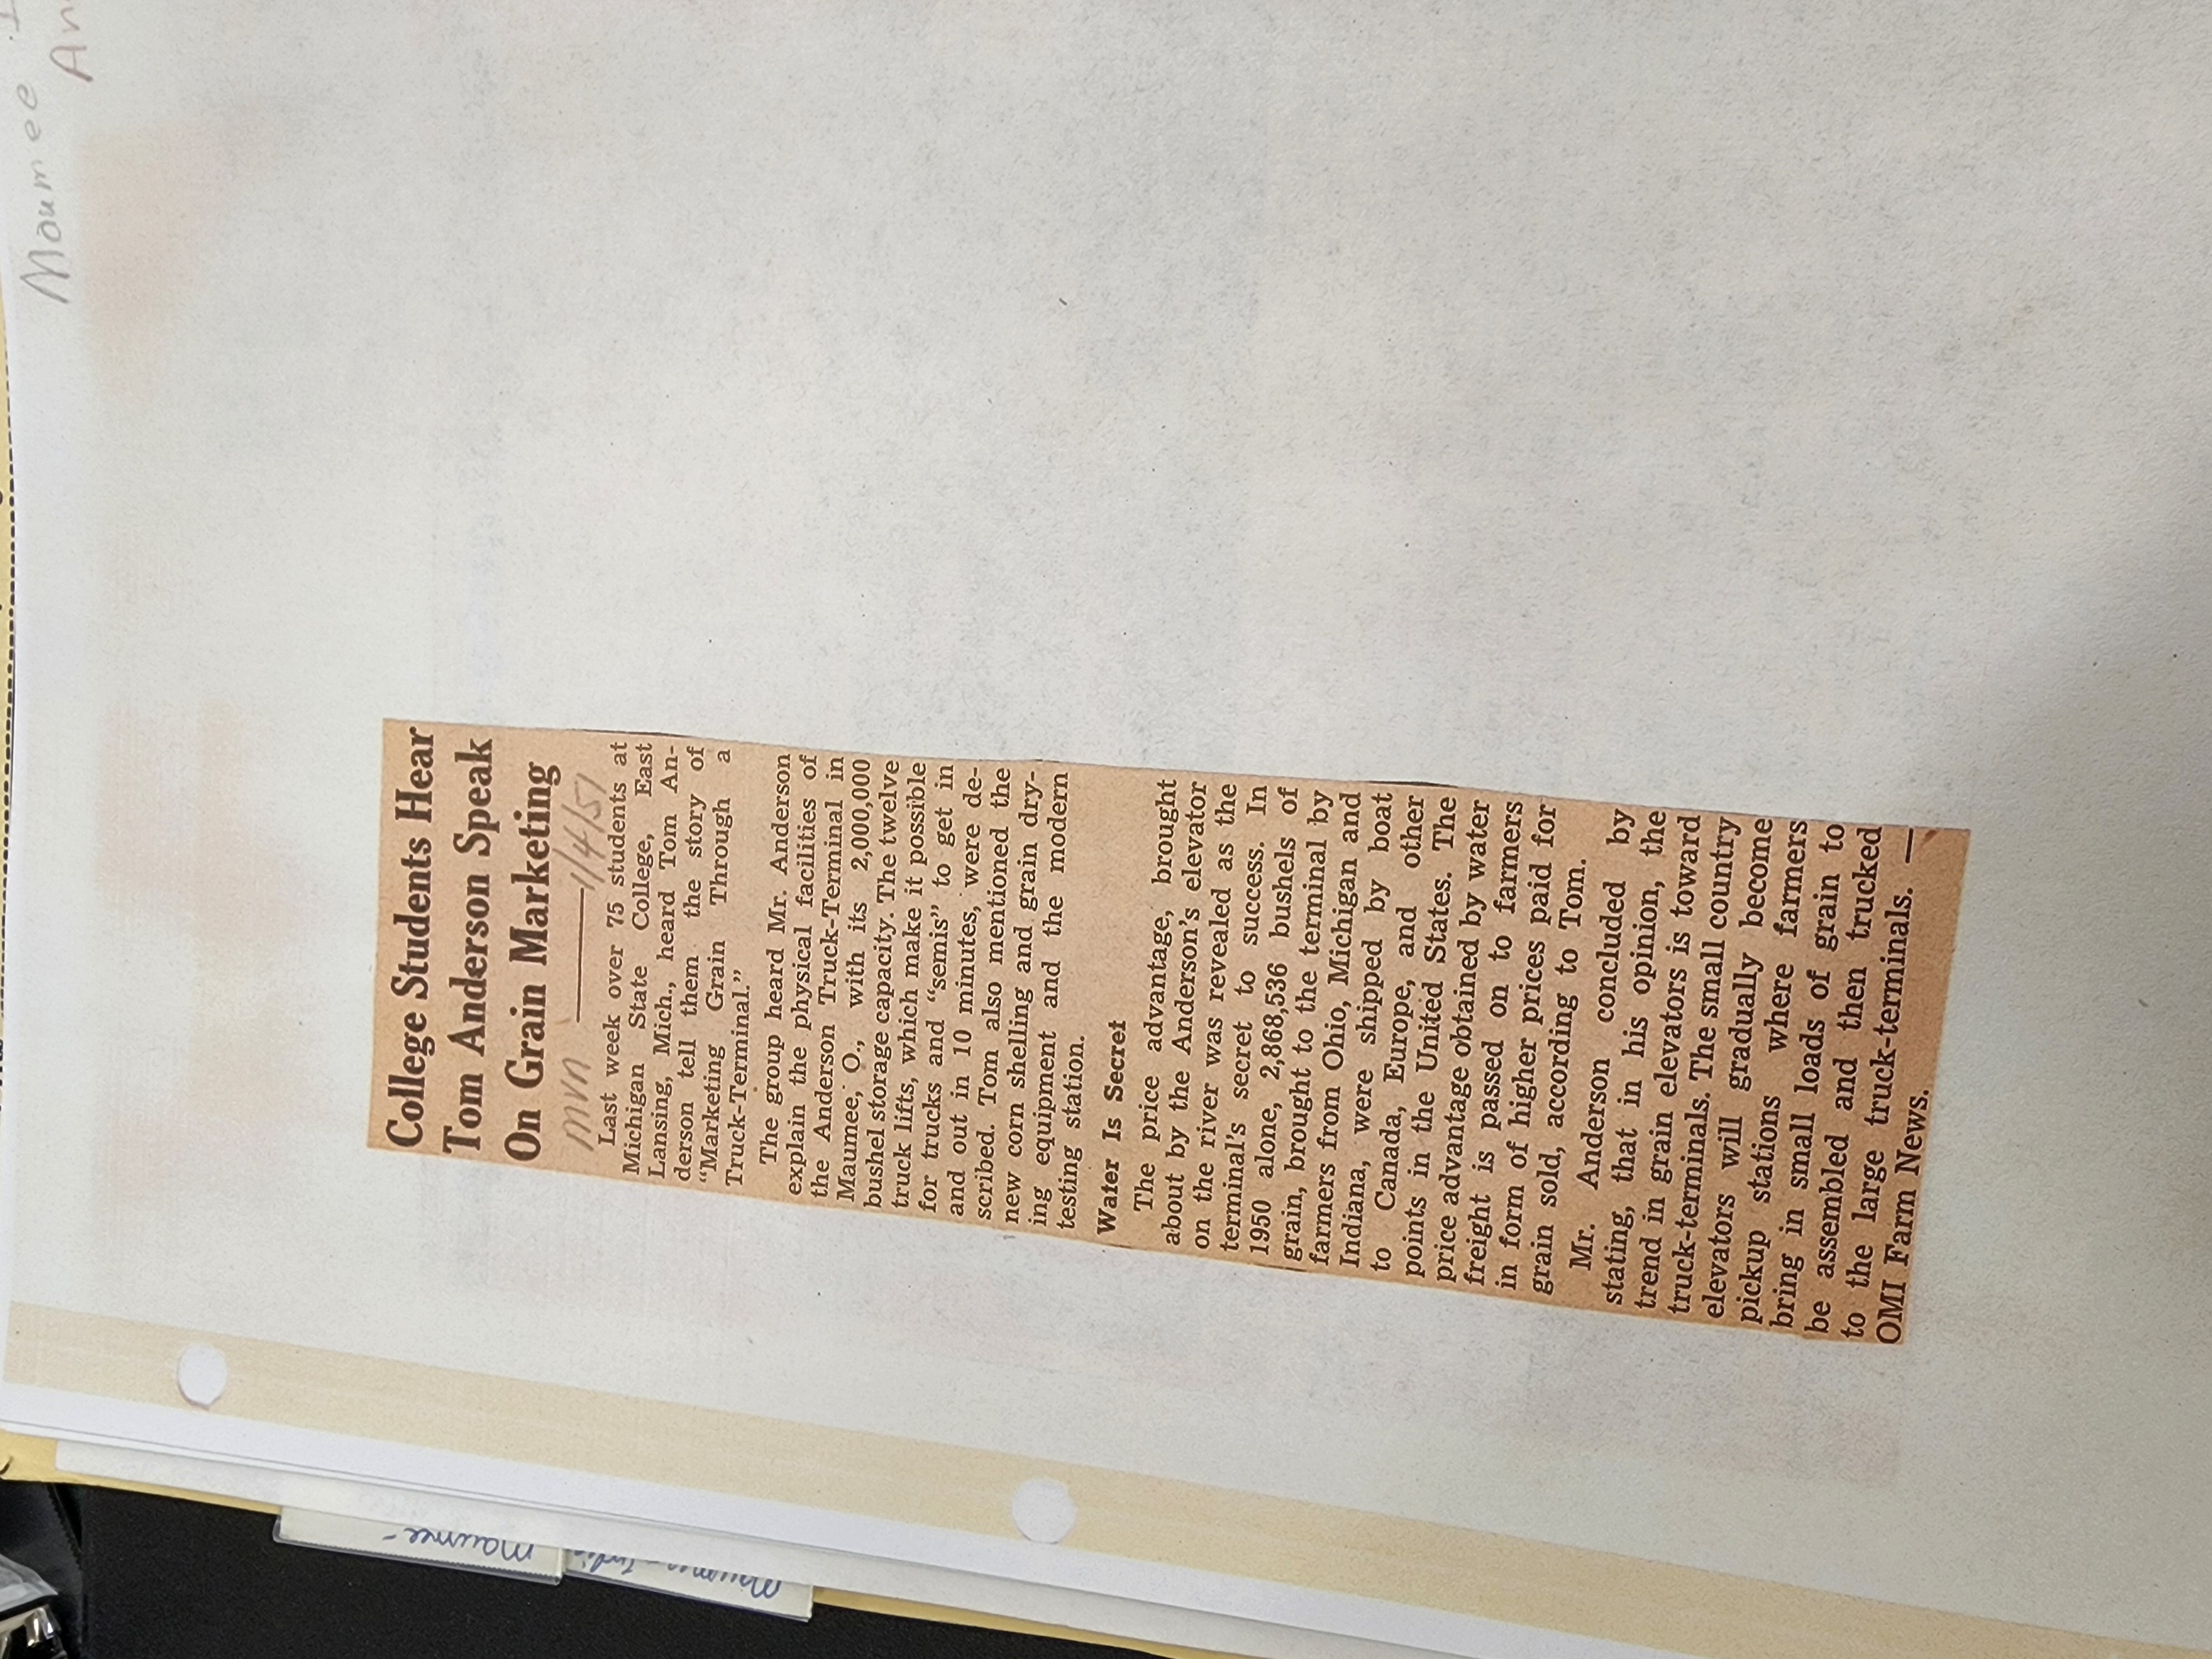 Maumee
An
College Students Hear
Tom Anderson Speak
On Grain Marketing
MVN 1/4/51
Last week over 75 students at
Michigan State College, East
Lansing, Mich., heard Tom An-
derson tell them the story of
“Marketing Grain Through a
Truck-Terminal.”
The group heard Mr. Anderson
explain the physical facilities of
the Anderson Truck-Terminal in
Maumee, O., with its 2,000,000
bushel storage capacity. The twelve
truck lifts, which make it possible
for trucks and “semis” to get in
and out in 10 minutes, were de-
scribed. Tom also mentioned the
new corn shelling and grain dry-
ing equipment and the modern
testing station.
Water Is Secret
The price advantage, brought
about by the Anderson's elevator
on the river was revealed as the
terminal's secret to success. In
1950 alone, 2,868,536 bushels of
grain, brought to the terminal by
farmers from Ohio, Michigan and
Indiana, were shipped by boat
to Canada, Europe, and other
points in the United States. The
price advantage obtained by water
freight is passed on to farmers
in form of higher prices paid for
grain sold, according to Tom.
Mr. Anderson concluded by
stating, that in his opinion, the
trend in grain elevators is toward
truck-terminals. The small country
elevators will gradually become
pickup stations where farmers
bring in small loads of grain to
be assembled and then trucked
to the large truck-terminals. —
OMI Farm News.
Maumee -
Maumee - Indi